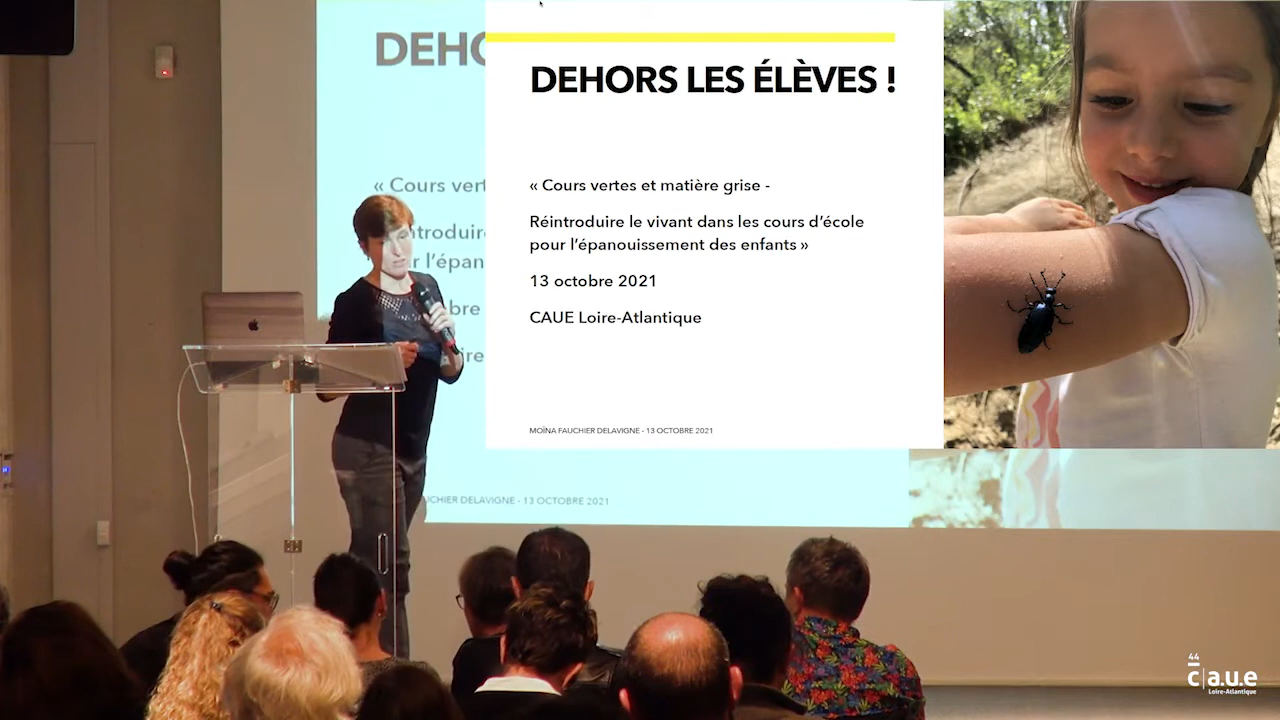 DEHO
DEHORS LES ÉLÈVES !
« Cours vert
« Cours vertes et matière grise -
ntroduire
Réintroduire le vivant dans les cours d'école
r l'épan
pour l'épanouissement des enfants »
bre
13 octobre 2021
ire
CAUE Loire-Atlantique
MOÏNA FAUCHIER DELAVIGNE - 13 OCTOBRE 2021
UCHIER DELAVIGNE - 13 OCTOBRE 2021
44
c|a.u.e
Loire-Atlantique